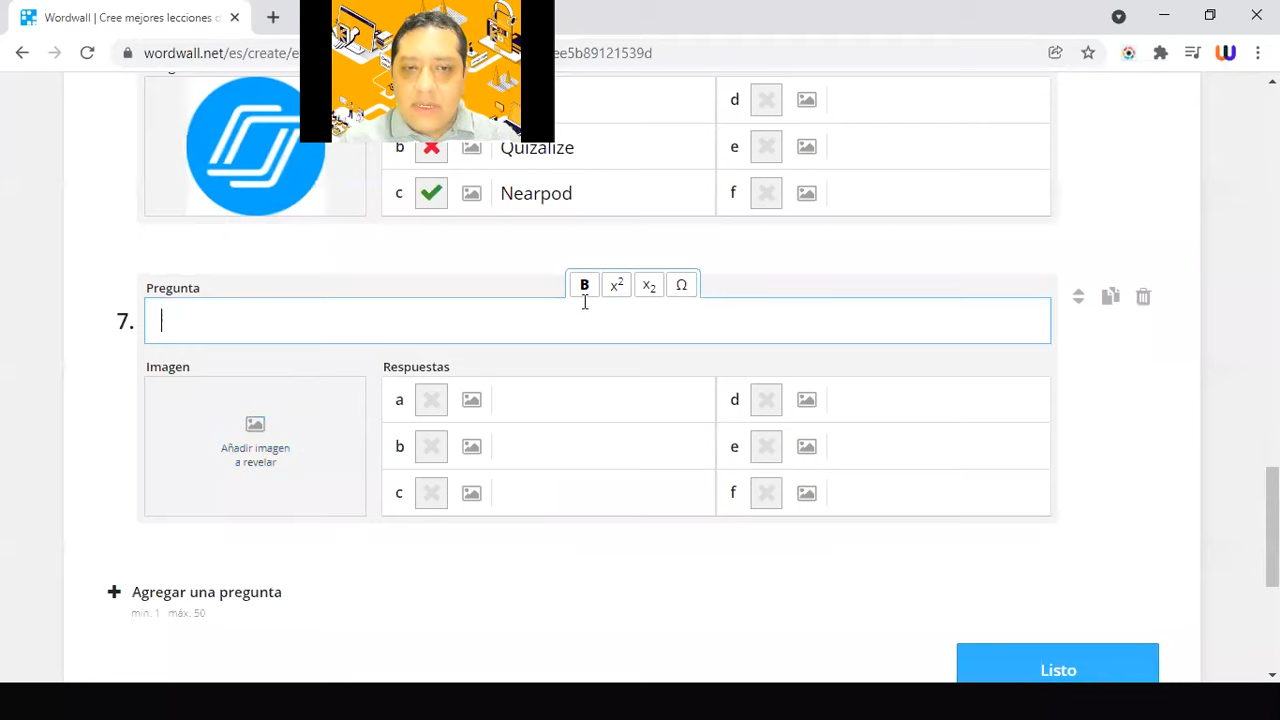 Wordwall | Cree mejores lecciones d
wordwall.net/es/create/e
ee5b89121539d
d
b Quizalize
e
c Nearpod
f
Pregunta
B x² x₂ Ω
7.
Imagen
Respuestas
a
d
Añadir imagen
a revelar
b
e
c
f
Agregar una pregunta
min. 1 máx. 50
Listo